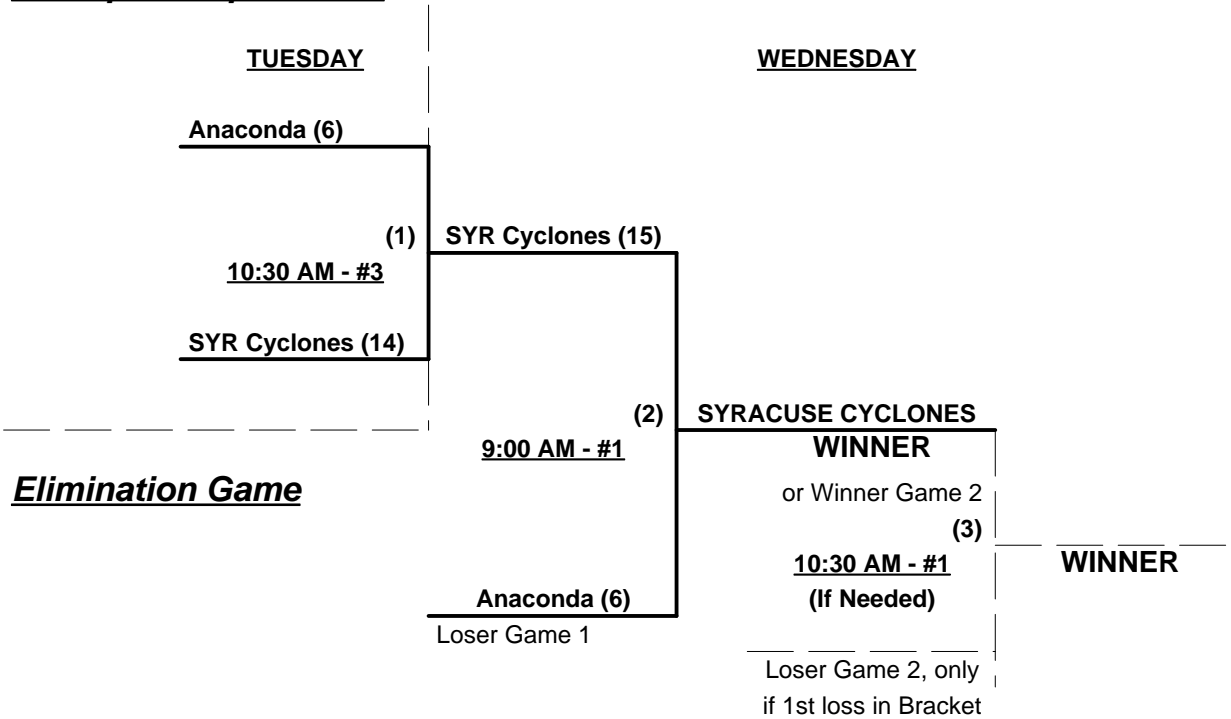 TUESDAY
WEDNESDAY
Anaconda (6)
(1)
SYR Cyclones (15)
10:30 AM - #3
SYR Cyclones (14)
(2)
SYRACUSE CYCLONES
9:00 AM - #1
WINNER
Elimination Game
or Winner Game 2
(3)
10:30 AM - #1
WINNER
Anaconda (6)
(If Needed)
Loser Game 1
Loser Game 2, only
if 1st loss in Bracket